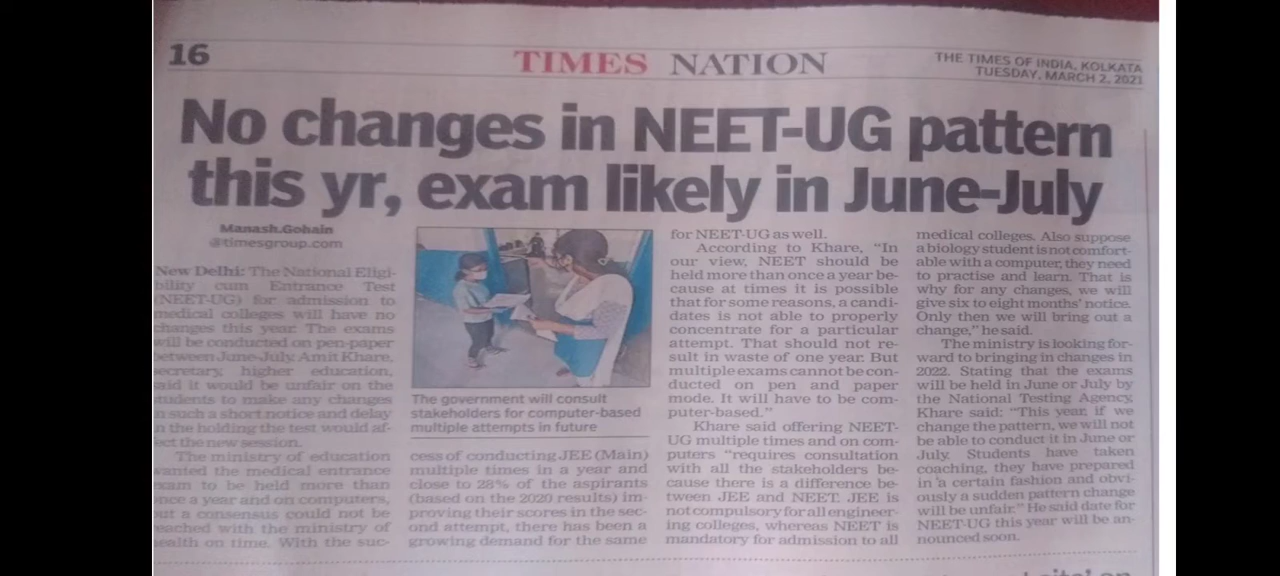 16
TIMES NATION
THE TIMES OF INDIA, KOLKATA
TUESDAY, MARCH 2, 2021
No changes in NEET-UG pattern
this yr, exam likely in June-July
Manash.Gohain
@timesgroup.com
New Delhi: The National Eligi-
bility cum Entrance Test
(NEET-UG) for admission to
medical colleges will have no
changes this year. The exams
will be conducted on pen-paper
between June-July. Amit Khare,
secretary, higher education,
said it would be unfair on the
students to make any changes
in such a short notice and delay
in the holding the test would af-
fect the new session.
The ministry of education
wanted the medical entrance
exam to be held more than
once a year and on computers,
but a consensus could not be
reached with the ministry of
health on time. With the suc-
The government will consult
stakeholders for computer-based
multiple attempts in future
cess of conducting JEE (Main)
multiple times in a year and
close to 28% of the aspirants
(based on the 2020 results) im-
proving their scores in the sec-
ond attempt, there has been a
growing demand for the same
for NEET-UG as well.
According to Khare, “In
our view, NEET should be
held more than once a year be-
cause at times it is possible
that for some reasons, a candi-
dates is not able to properly
concentrate for a particular
attempt. That should not re-
sult in waste of one year. But
multiple exams cannot be con-
ducted on pen and paper
mode. It will have to be com-
puter-based.”
Khare said offering NEET-
UG multiple times and on com-
puters “requires consultation
with all the stakeholders be-
cause there is a difference be-
tween JEE and NEET. JEE is
not compulsory for all engineer-
ing colleges, whereas NEET is
mandatory for admission to all
medical colleges. Also suppose
a biology student is not comfort-
able with a computer, they need
to practise and learn. That is
why for any changes, we will
give six to eight months’ notice.
Only then we will bring out a
change,” he said.
The ministry is looking for-
ward to bringing in changes in
2022. Stating that the exams
will be held in June or July by
the National Testing Agency,
Khare said: “This year, if we
change the pattern, we will not
be able to conduct it in June or
July. Students have taken
coaching, they have prepared
in a certain fashion and obvi-
ously a sudden pattern change
will be unfair.” He said date for
NEET-UG this year will be an-
nounced soon.